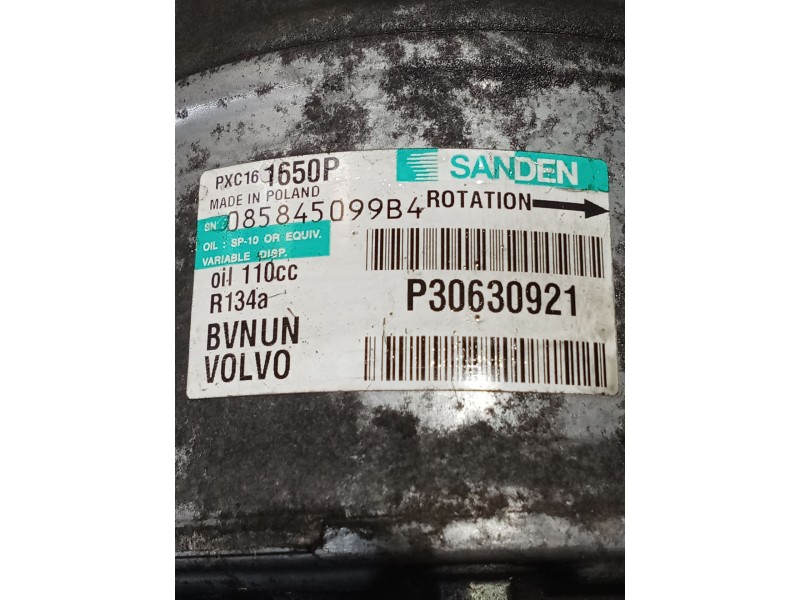 PXC16 1650P
SANDEN
MADE IN POLAND
SN 085845099B4
ROTATION
OIL : SP-10 OR EQUIV.
VARIABLE DISP.
oil 110cc
R134a
P30630921
BVNUN
VOLVO